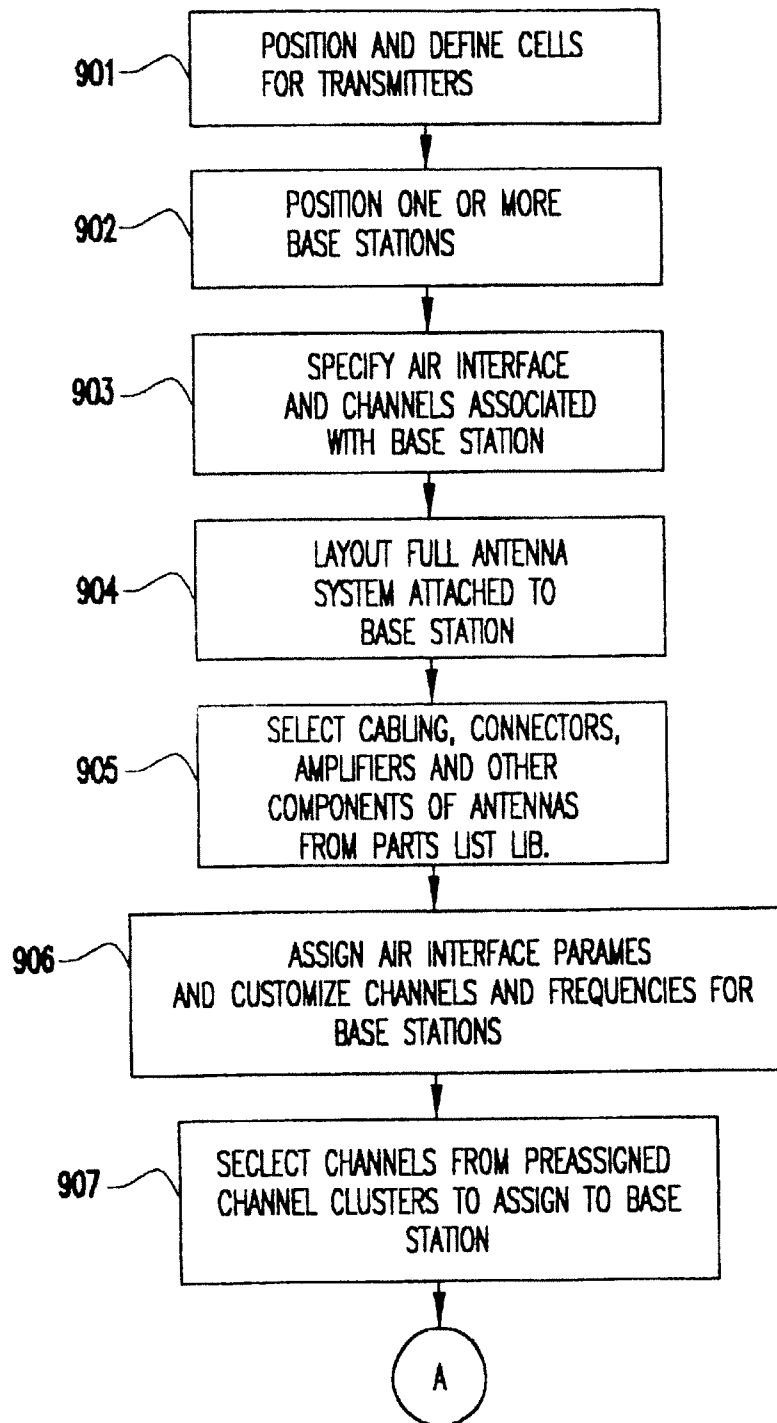 901
POSITION AND DEFINE CELLS
FOR TRANSMITTERS
902
POSITION ONE OR MORE
BASE STATIONS
903
SPECIFY AIR INTERFACE
AND CHANNELS ASSOCIATED
WITH BASE STATION
904
LAYOUT FULL ANTENNA
SYSTEM ATTACHED TO
BASE STATION
905
SELECT CABLING, CONNECTORS,
AMPLIFIERS AND OTHER
COMPONENTS OF ANTENNAS
FROM PARTS LIST LIB.
906
ASSIGN AIR INTERFACE PARAMES
AND CUSTOMIZE CHANNELS AND FREQUENCIES FOR
BASE STATIONS
907
SECLECT CHANNELS FROM PREASSIGNED
CHANNEL CLUSTERS TO ASSIGN TO BASE
STATION
A